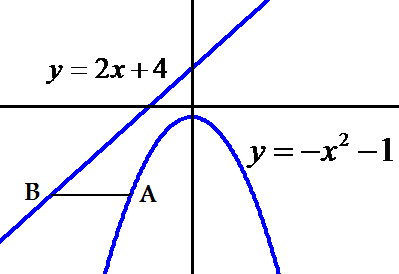 y = 2x + 4
y = −x² − 1
B A